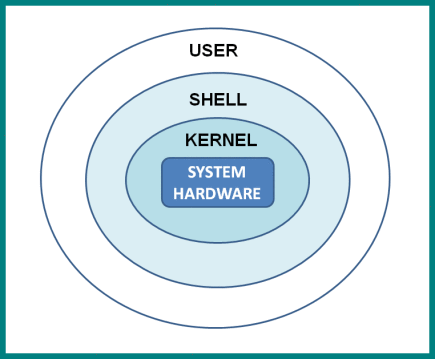 USER
SHELL
KERNEL
SYSTEM
HARDWARE